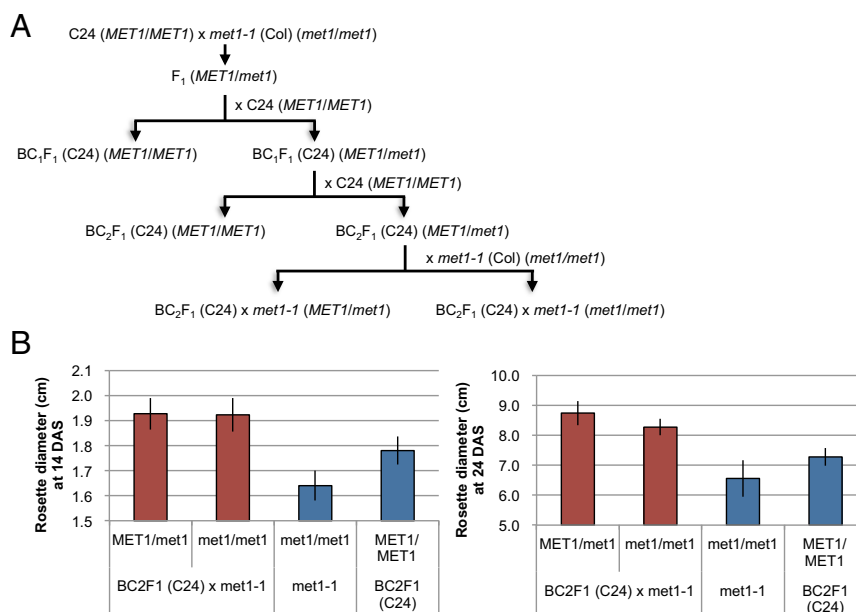 A
C24 (MET1/MET1) x met1-1 (Col) (met1/met1)
F₁ (MET1/met1)
x C24 (MET1/MET1)
BC₁F₁ (C24) (MET1/MET1) BC₁F₁ (C24) (MET1/met1)
x C24 (MET1/MET1)
BC₂F₁ (C24) (MET1/MET1) BC₂F₁ (C24) (MET1/met1)
x met1-1 (Col) (met1/met1)
BC₂F₁ (C24) x met1-1 (MET1/met1) BC₂F₁ (C24) x met1-1 (met1/met1)
B
Rosette diameter (cm)
at 14 DAS
2.1
2.0
1.9
1.8
1.7
1.6
1.5
MET1/met1 met1/met1 met1/met1 MET1/
MET1
BC2F1 (C24) x met1-1 met1-1 BC2F1
(C24)
Rosette diameter (cm)
at 24 DAS
10.0
9.0
8.0
7.0
6.0
5.0
MET1/met1 met1/met1 met1/met1 MET1/
MET1
BC2F1 (C24) x met1-1 met1-1 BC2F1
(C24)